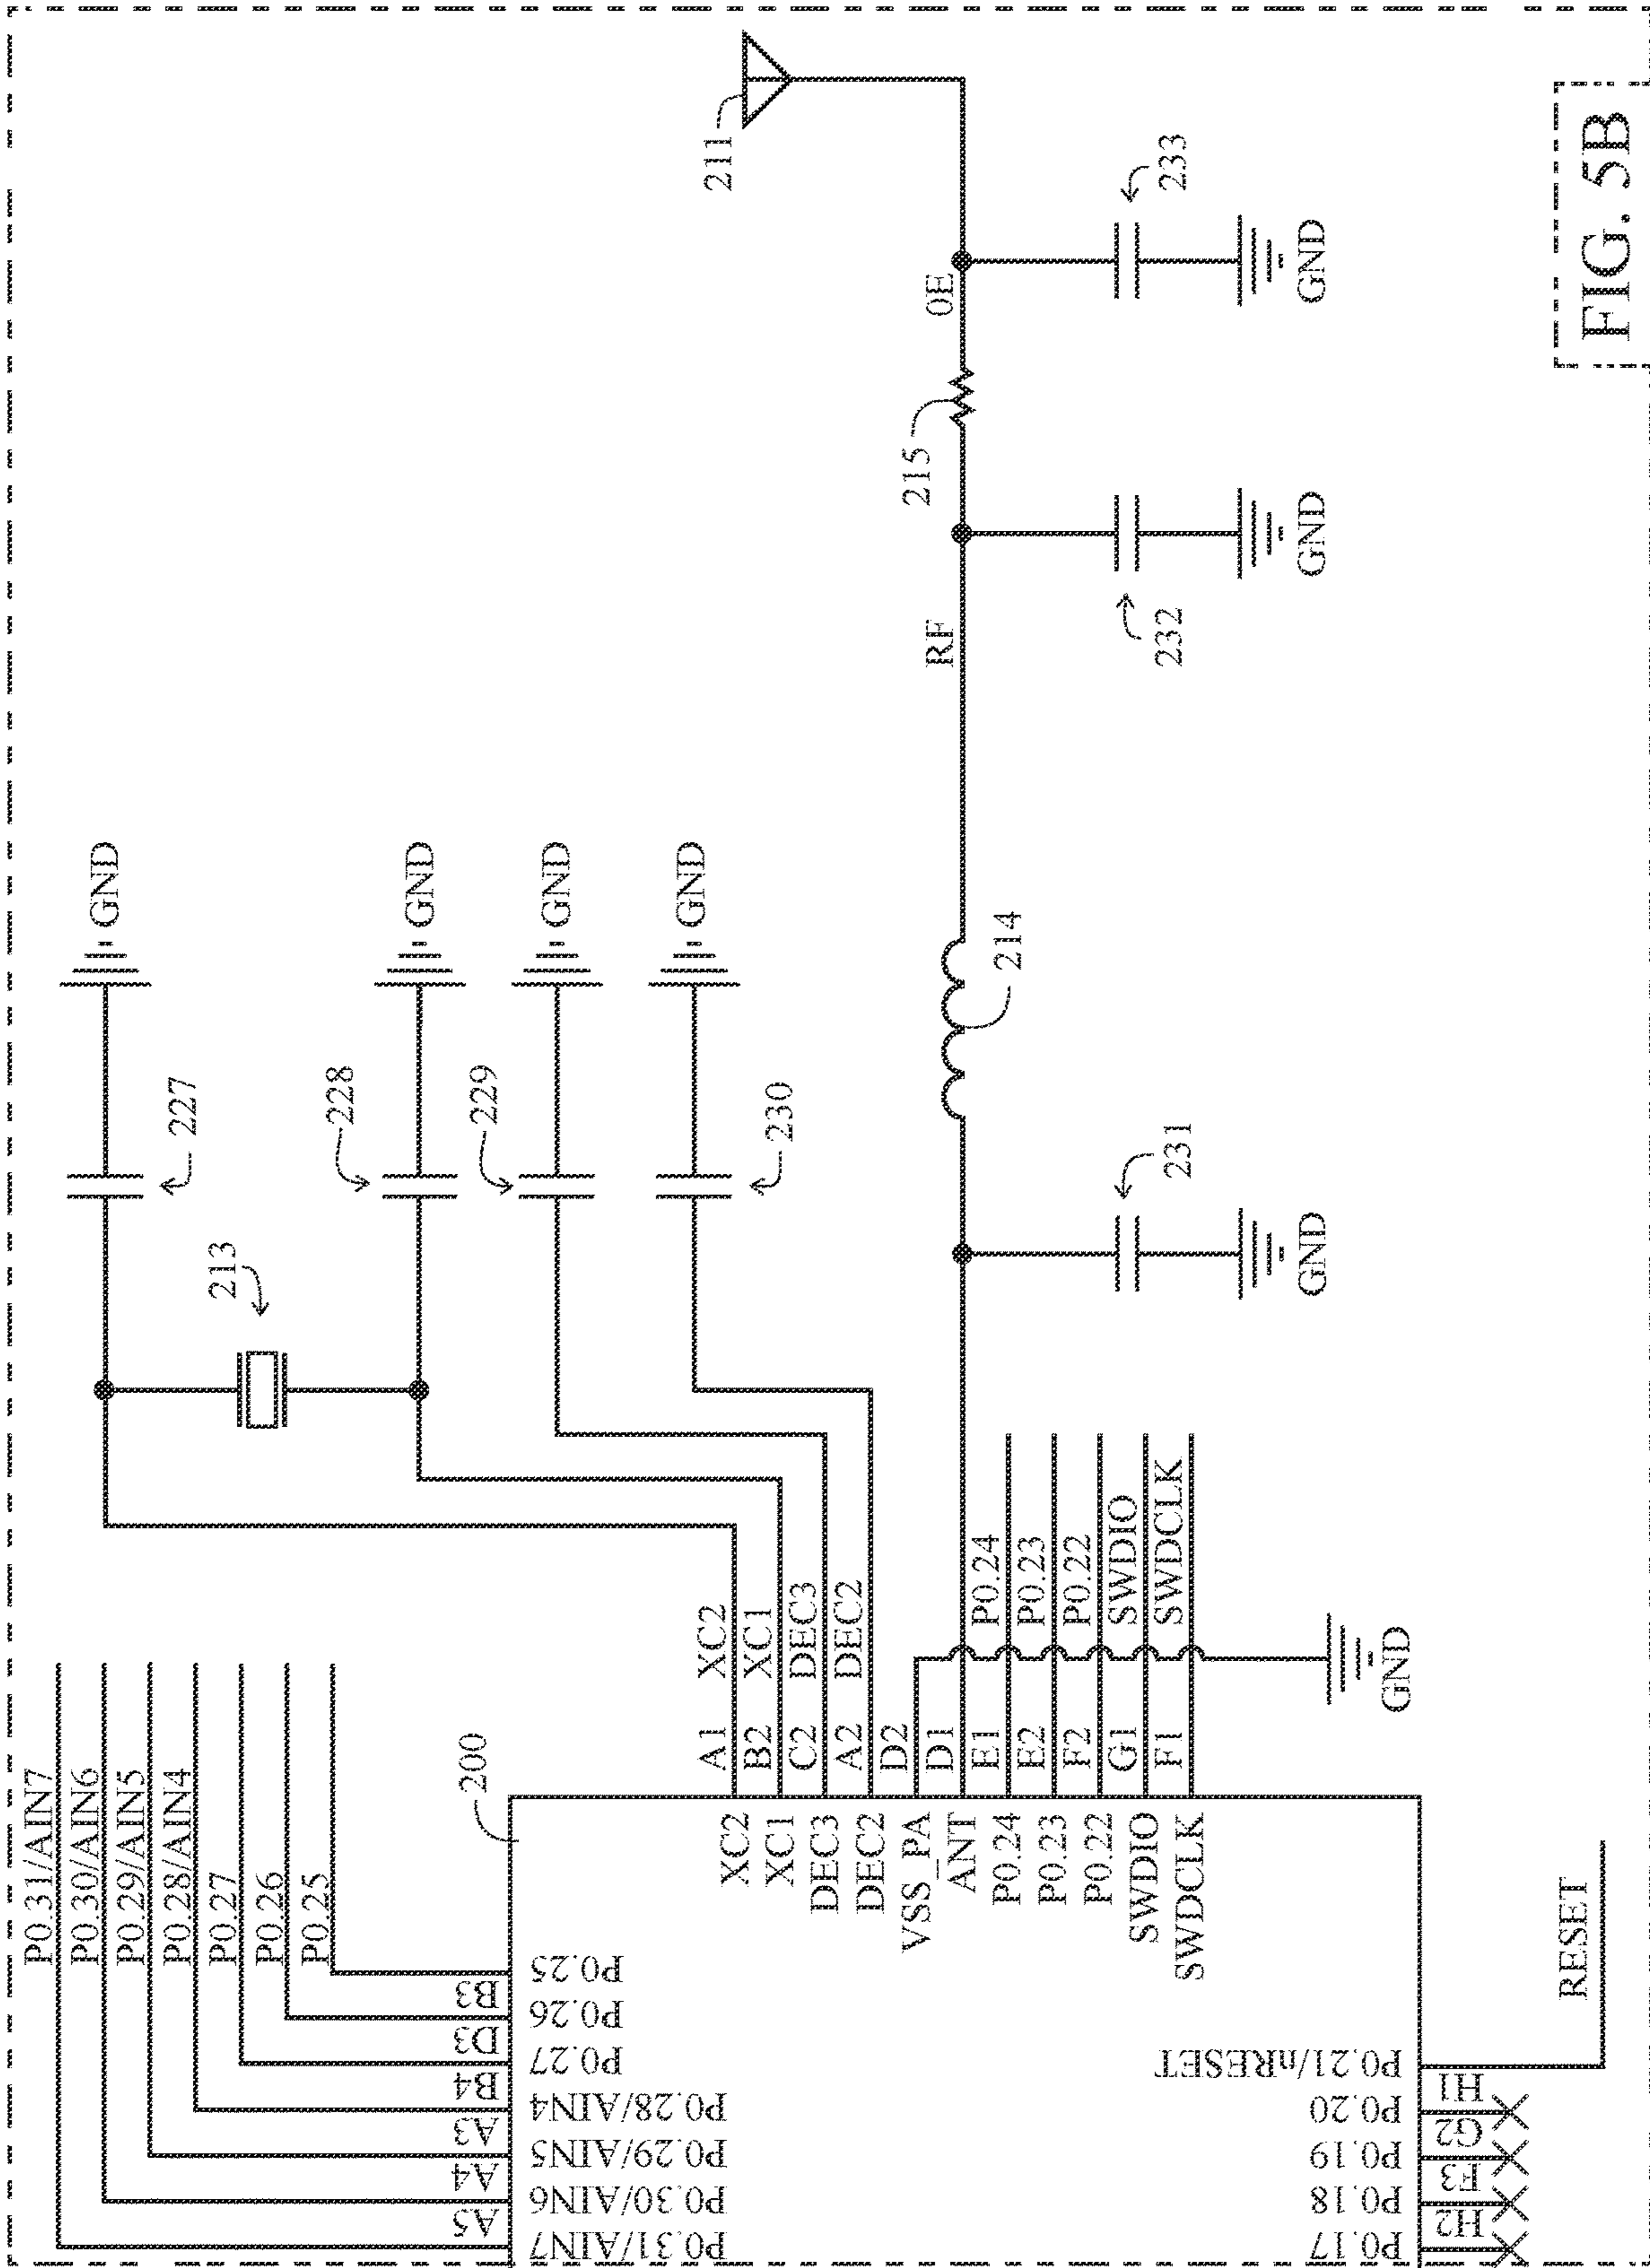 P0.31/AIN7
P0.30/AIN6
P0.29/AIN5
P0.28/AIN4
P0.27
P0.26
P0.25
GND
227
213
228
GND
229
GND
230
GND
211
200
A5
A4
A3
B4
D3
B3
P0.31/AIN7
P0.30/AIN6
P0.29/AIN5
P0.28/AIN4
P0.27
P0.26
P0.25
XC2 A1 XC2
XC1 B2 XC1
DEC3 C2 DEC3
DEC2 A2 DEC2
VSS_PA D2
ANT D1
P0.24 E1 P0.24
P0.23 E2 P0.23
P0.22 F2 P0.22
SWDIO G1 SWDIO
SWDCLK F1 SWDCLK
GND
231
GND
214
RF
232
GND
215
0E
233
GND
P0.17
P0.18
P0.19
P0.20
P0.21/nRESET
H2
F3
G2
H1
RESET
FIG. 5B